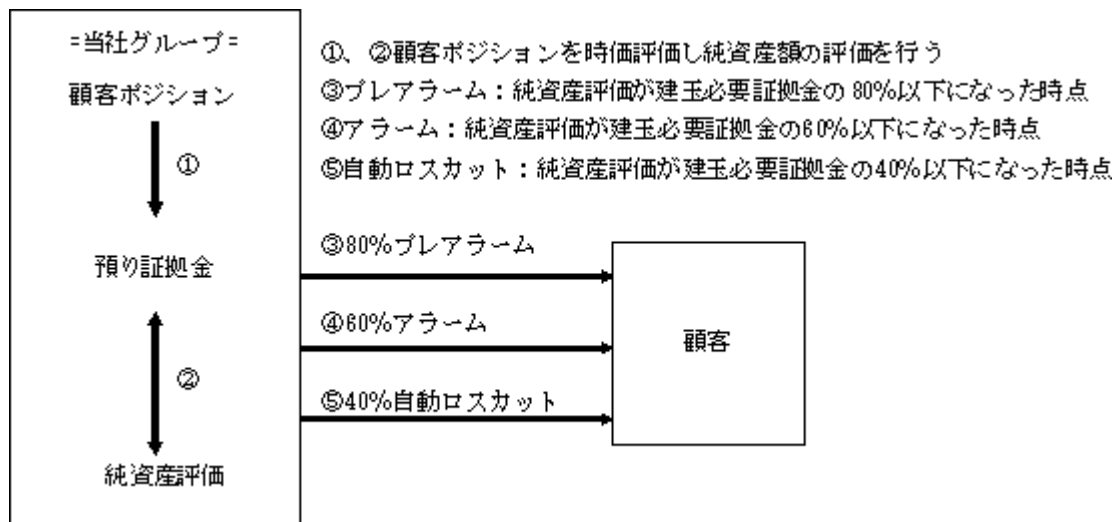 =当社グループ=
顧客ポジション
①
預り証拠金
②
純資産評価
①、②顧客ポジションを時価評価し純資産額の評価を行う
③プレアラーム：純資産評価が建玉必要証拠金の80%以下になった時点
④アラーム：純資産評価が建玉必要証拠金の60%以下になった時点
⑤自動ロスカット：純資産評価が建玉必要証拠金の40%以下になった時点
③80%プレアラーム
④60%アラーム
⑤40%自動ロスカット
顧客